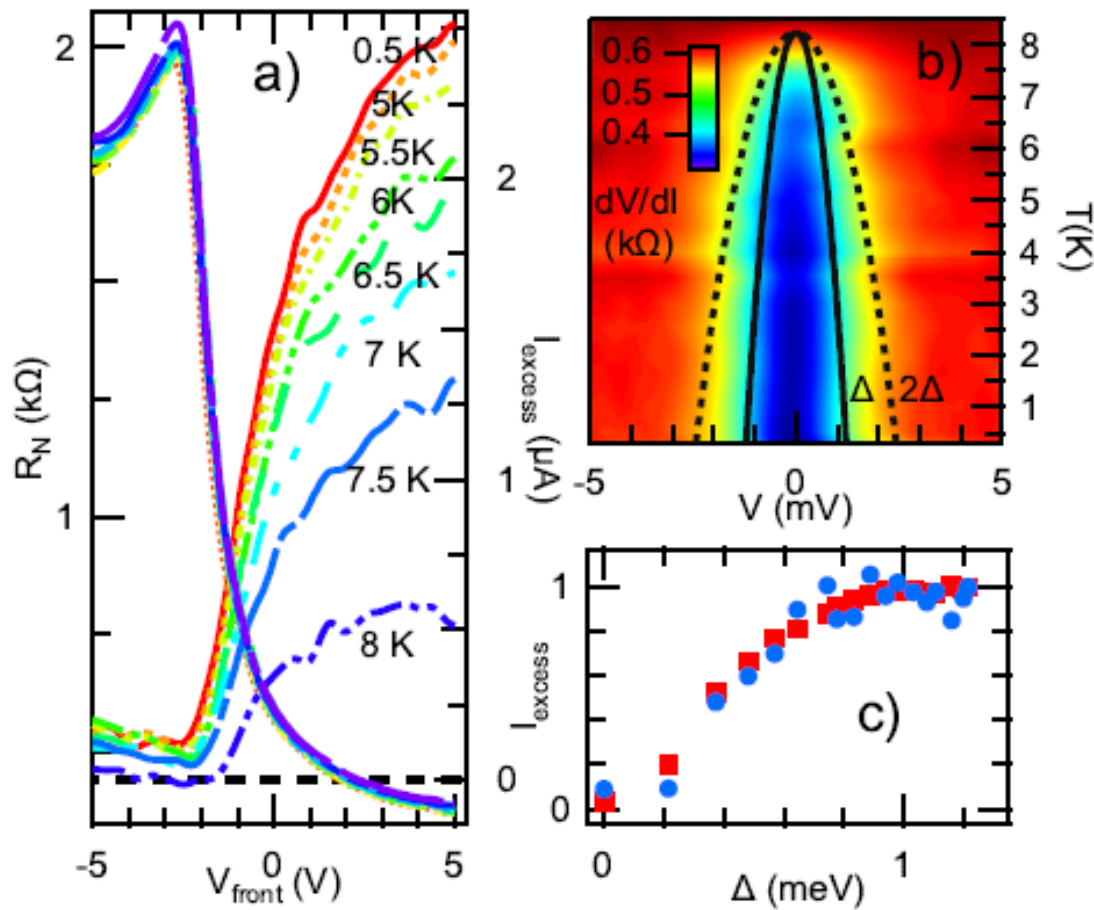 a)
2
1
R_N (kΩ)
0.5 K
5K
5.5K
6K
6.5 K
7 K
7.5 K
8 K
2
1
0
I_excess (μA)
-5 0 5
V_front (V)
b)
0.6
0.5
0.4
dV/dI
(kΩ)
Δ 2Δ
8
7
6
5
4
3
2
1
T(K)
-5 0 5
V (mV)
c)
1
0
I_excess
0 1
Δ (meV)